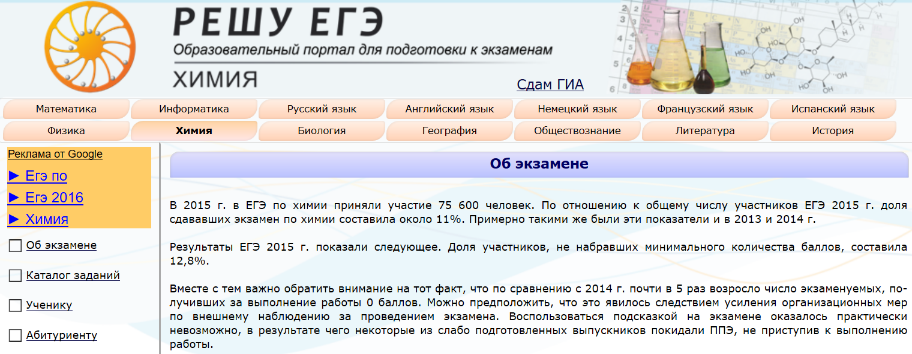 РЕШУ ЕГЭ
Образовательный портал для подготовки к экзаменам
ХИМИЯ
Сдам ГИА
Математика Информатика Русский язык Английский язык Немецкий язык Французский язык Испанский язык
Физика Химия Биология География Обществознание Литература История
Реклама от Google
► Егэ по
► Егэ 2016
► Химия
Об экзамене
Каталог заданий
Ученику
Абитуриенту
Об экзамене
В 2015 г. в ЕГЭ по химии приняли участие 75 600 человек. По отношению к общему числу участников ЕГЭ 2015 г. доля
сдававших экзамен по химии составила около 11%. Примерно такими же были эти показатели и в 2013 и 2014 г.
Результаты ЕГЭ 2015 г. показали следующее. Доля участников, не набравших минимального количества баллов, составила
12,8%.
Вместе с тем важно обратить внимание на тот факт, что по сравнению с 2014 г. почти в 5 раз возросло число экзаменуемых, по-
лучивших за выполнение работы 0 баллов. Можно предположить, что это явилось следствием усиления организационных мер
по внешнему наблюдению за проведением экзамена. Воспользоваться подсказкой на экзамене оказалось практически
невозможно, в результате чего некоторые из слабо подготовленных выпускников покидали ППЭ, не приступив к выполнению
работы.